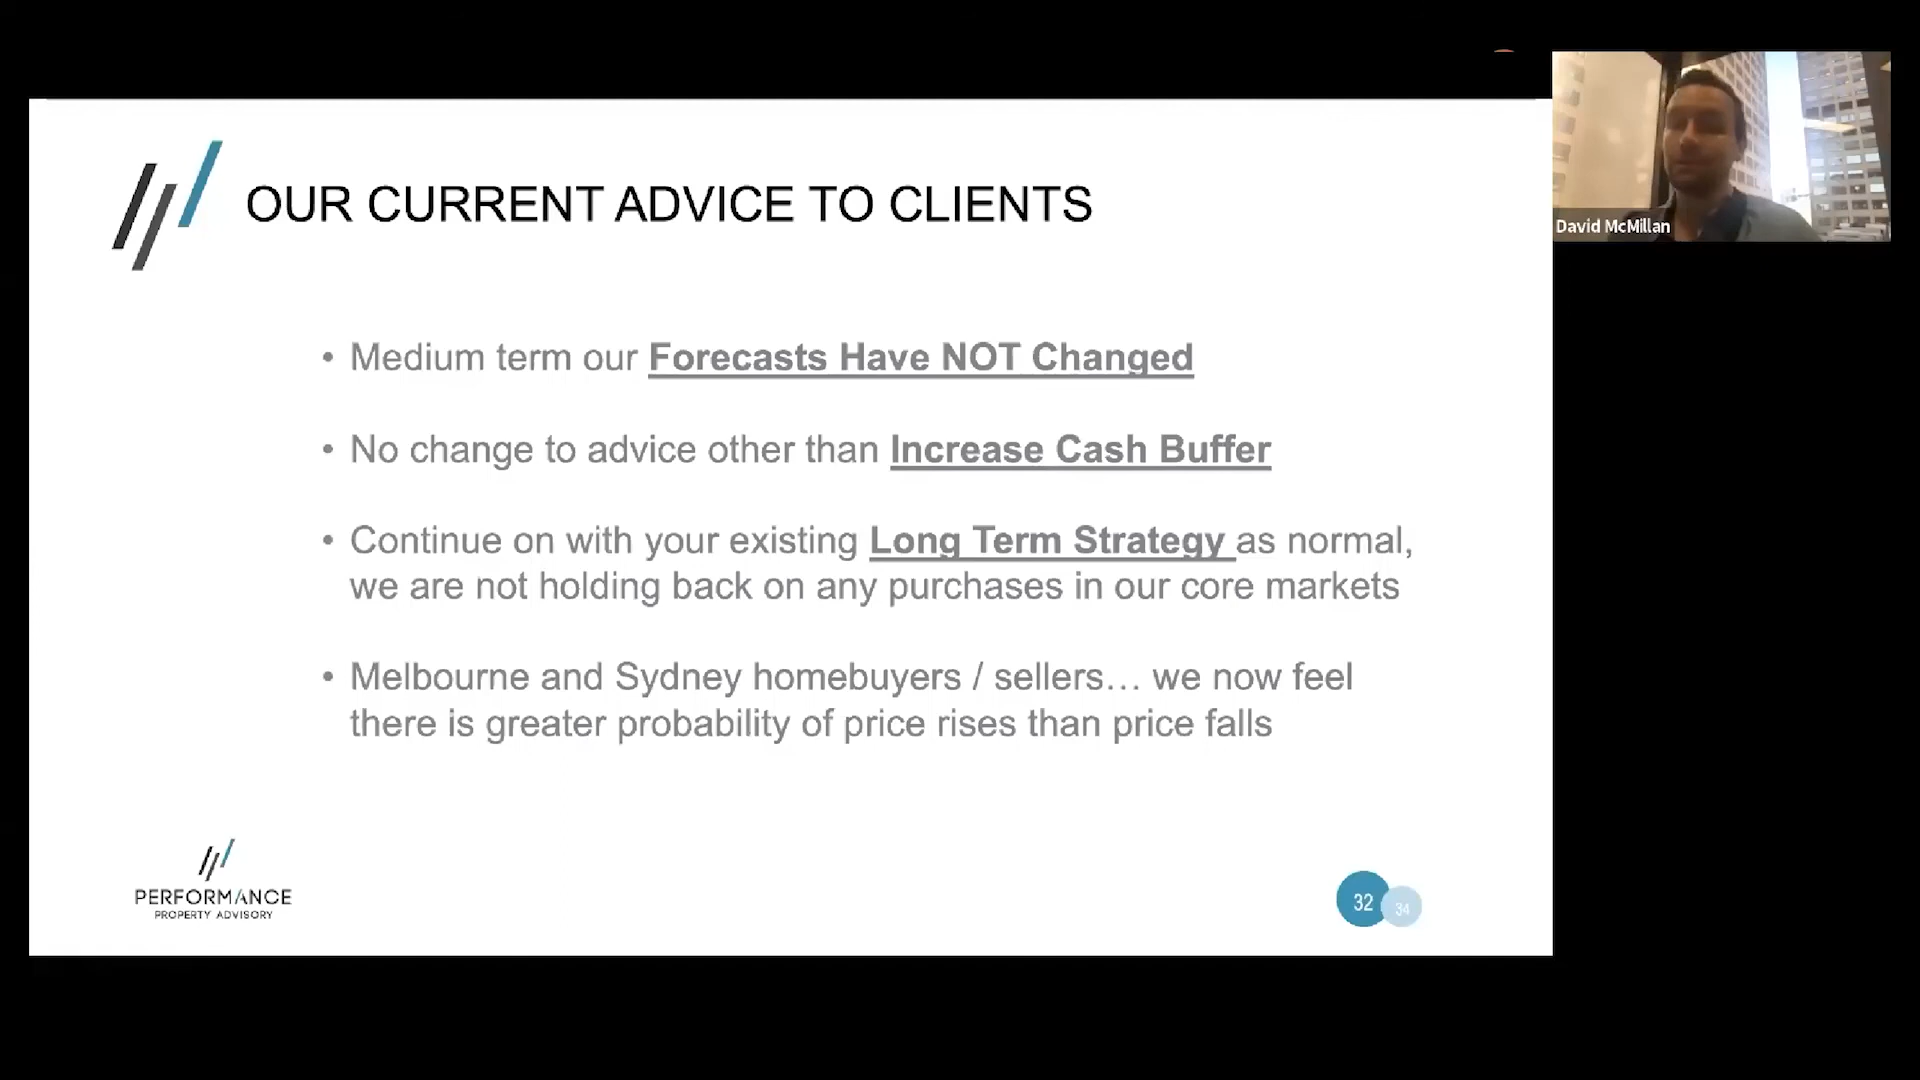 David McMillan
OUR CURRENT ADVICE TO CLIENTS
• Medium term our Forecasts Have NOT Changed
• No change to advice other than Increase Cash Buffer
• Continue on with your existing Long Term Strategy as normal,
we are not holding back on any purchases in our core markets
• Melbourne and Sydney homebuyers / sellers… we now feel
there is greater probability of price rises than price falls
PERFORMANCE
PROPERTY ADVISORY
32
34